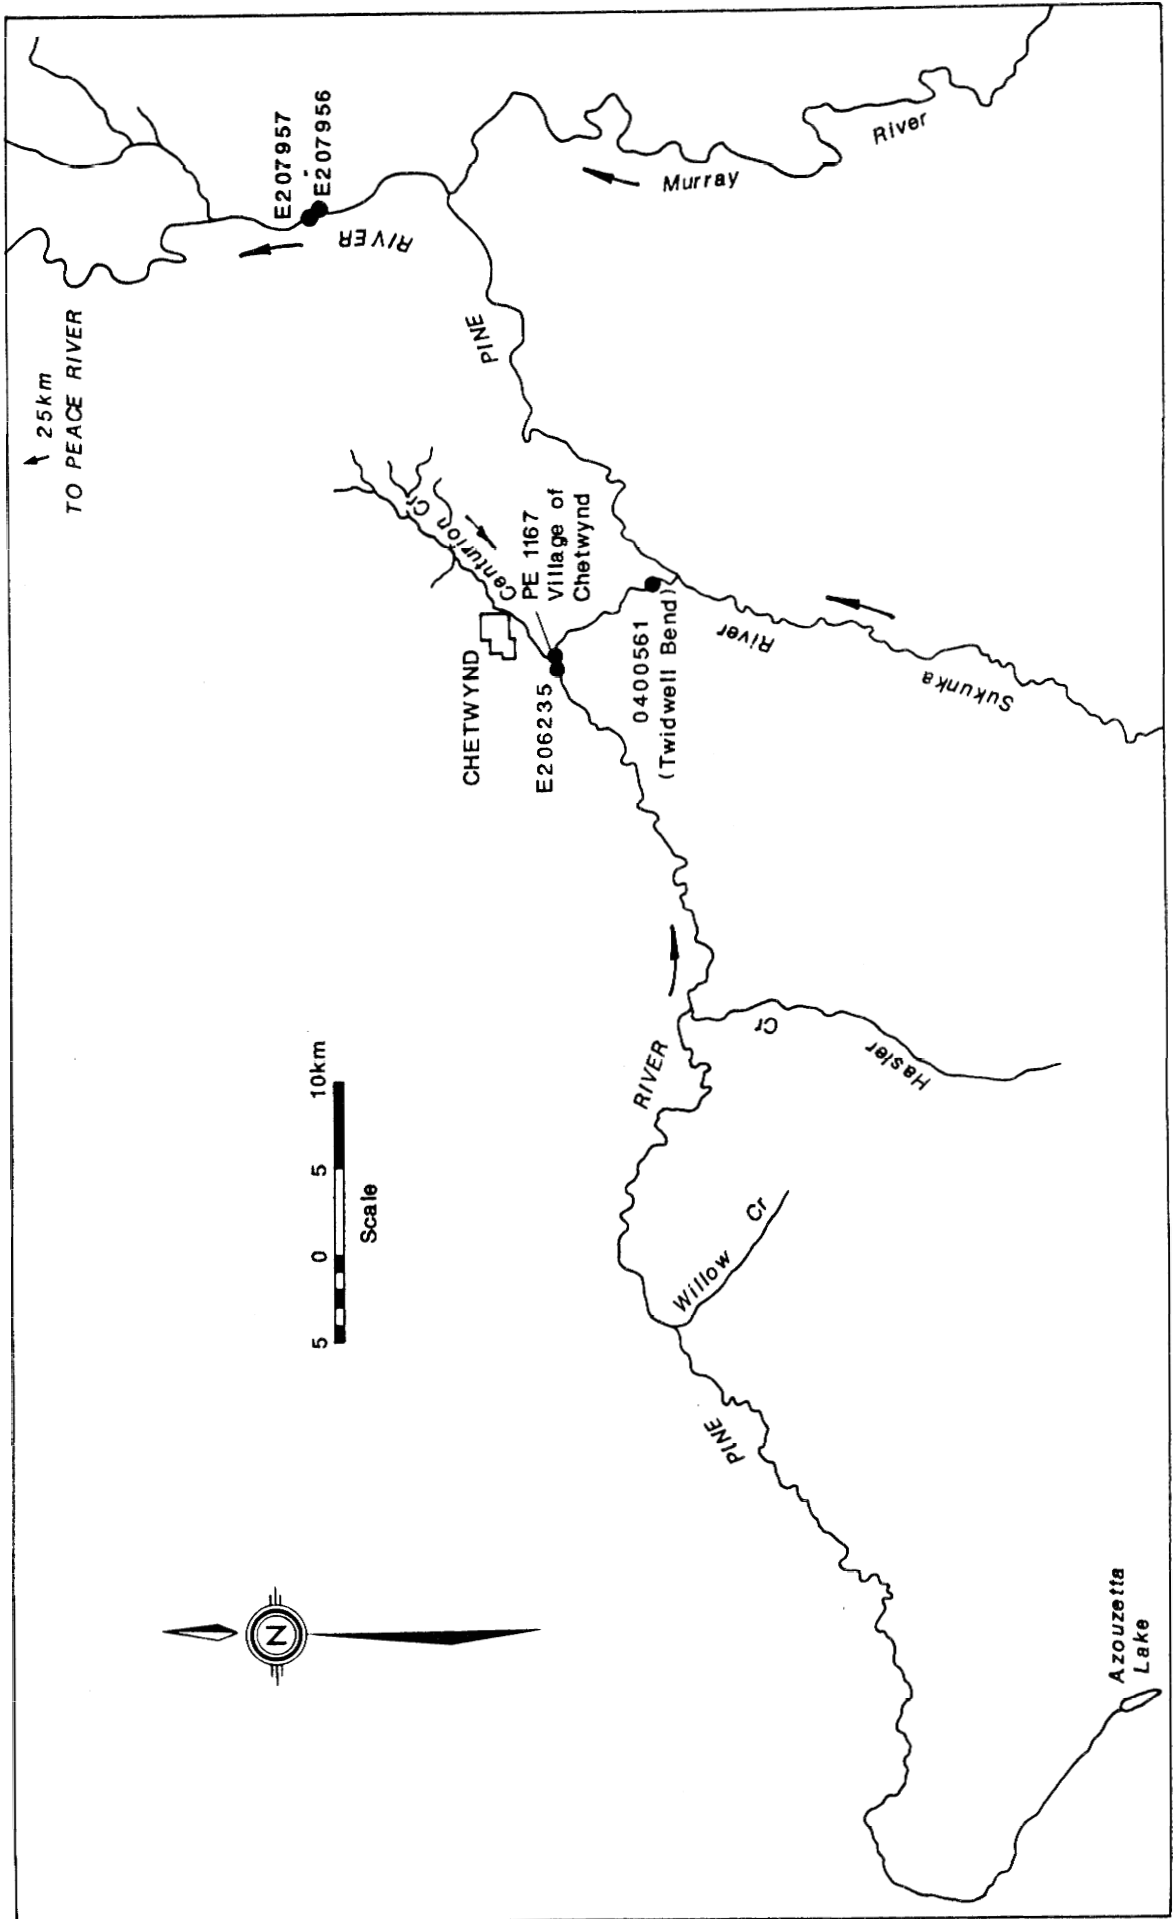 25km
TO PEACE RIVER
E207957
E207956
RIVER
Murray
River
PINE
Centurion Cr
PE 1167
Village of
Chetwynd
CHETWYND
E206235
0400561
(Twidwell Bend)
River
Sukunka
RIVER
Cr
Hasler
10km
5
0
5
Scale
Willow
Cr
PINE
N
Azouzetta
Lake